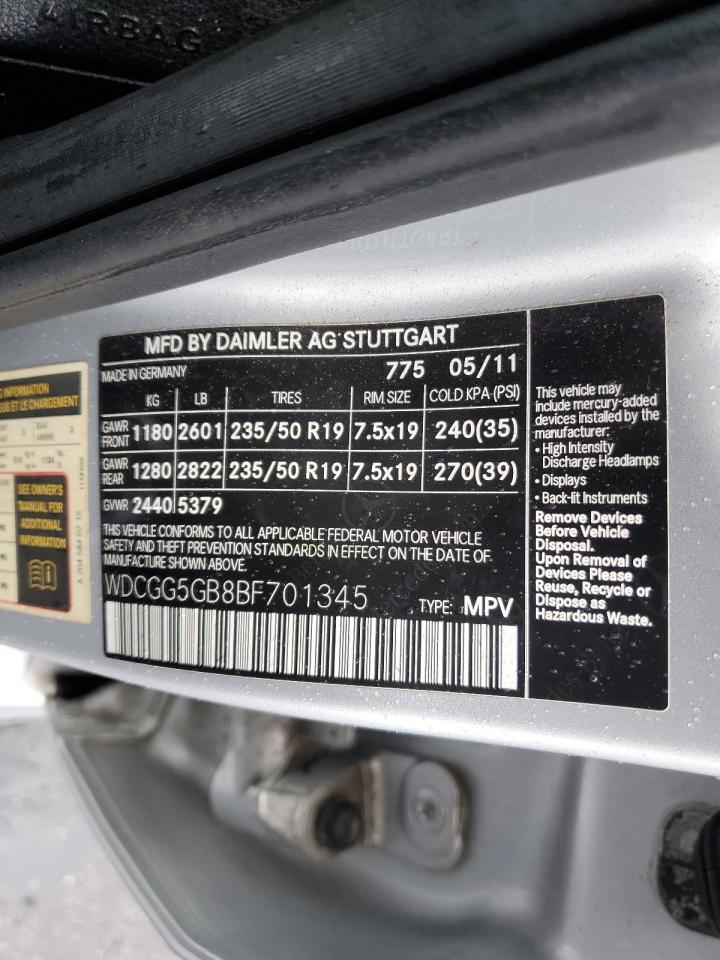 AIRBAG
MFD BY DAIMLER AG STUTTGART
MADE IN GERMANY 775 05/11
KG LB TIRES RIM SIZE COLD KPA (PSI)
GAWR FRONT 1180 2601 235/50 R19 7.5x19 240(35)
GAWR REAR 1280 2822 235/50 R19 7.5x19 270(39)
GVWR 2440 5379
THIS VEHICLE CONFORMS TO ALL APPLICABLE FEDERAL MOTOR VEHICLE
SAFETY AND THEFT PREVENTION STANDARDS IN EFFECT ON THE DATE OF
MANUFACTURE SHOWN ABOVE.
WDCGG5GB8BF701345 TYPE: MPV
This vehicle may
include mercury-added
devices installed by the
manufacturer:
• High Intensity
Discharge Headlamps
• Displays
• Back-lit Instruments
Remove Devices
Before Vehicle
Disposal.
Upon Removal of
Devices Please
Reuse, Recycle or
Dispose as
Hazardous Waste.
INFORMATION
ET LE CHARGEMENT
SEE OWNER'S
MANUAL FOR
ADDITIONAL
INFORMATION
A 204 584 07 15